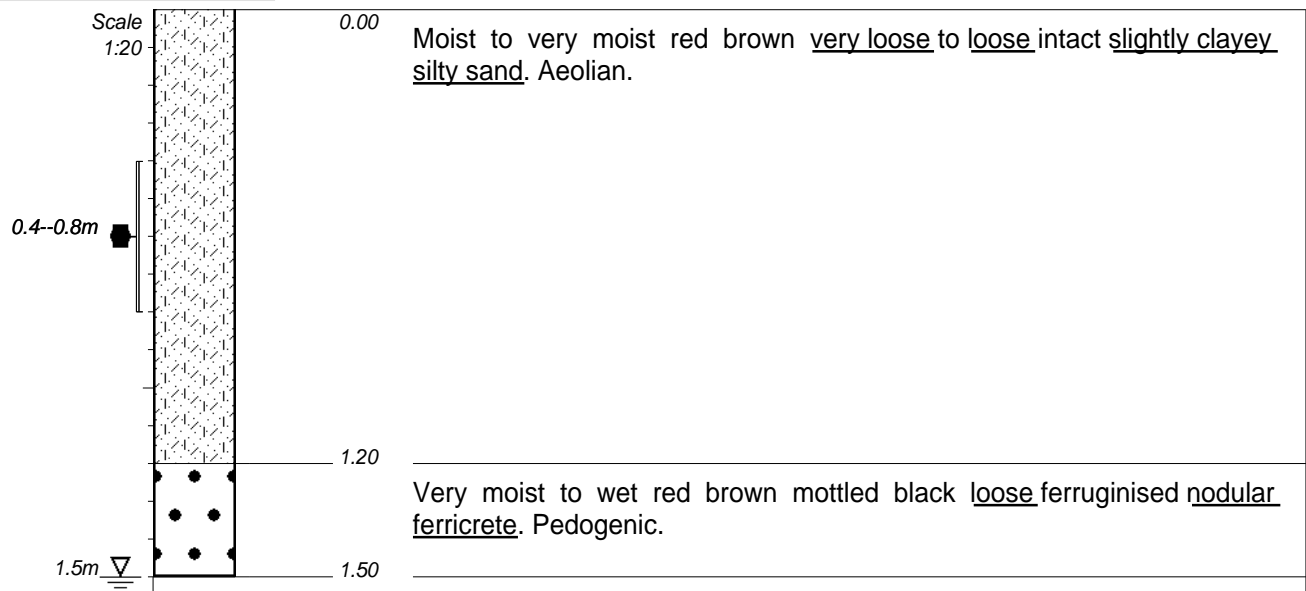 Scale
1:20
0.00
Moist to very moist red brown very loose to loose intact slightly clayey
silty sand. Aeolian.
0.4--0.8m
1.20
Very moist to wet red brown mottled black loose ferruginised nodular
ferricrete. Pedogenic.
1.5m
1.50